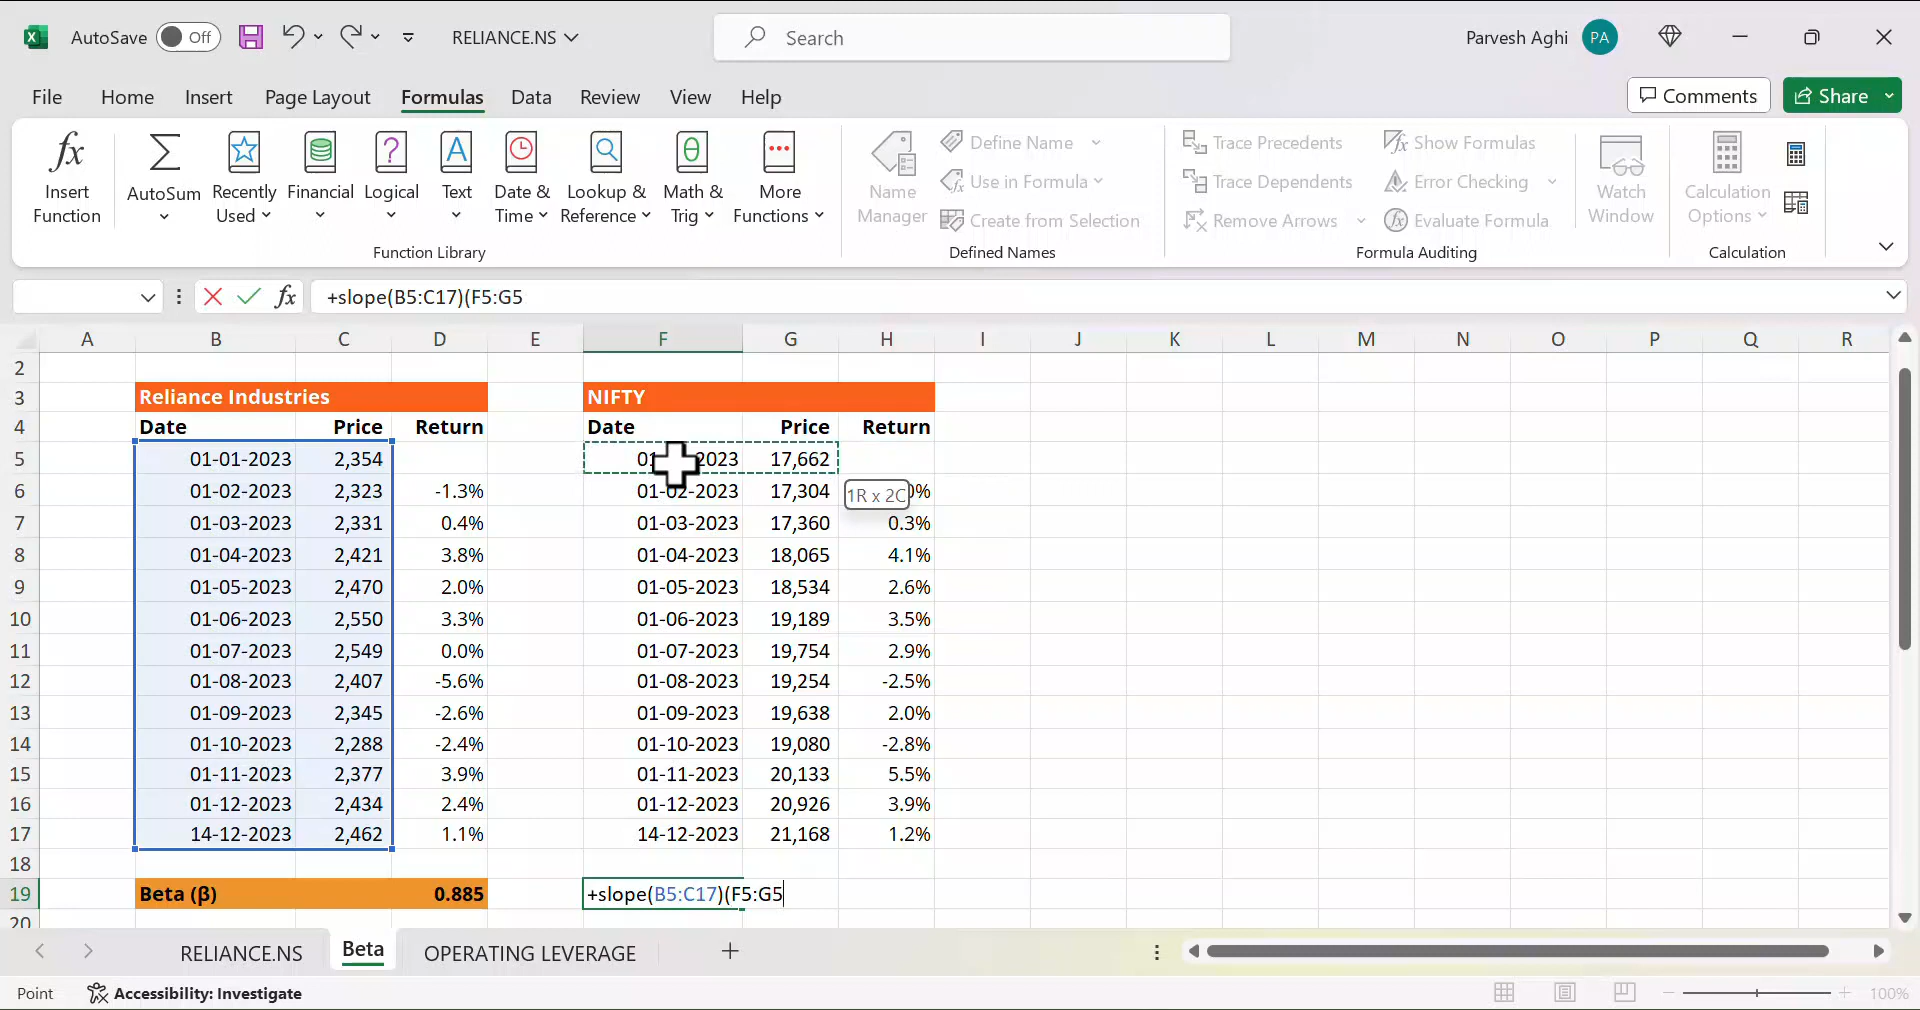 AutoSave Off RELIANCE.NS Search Parvesh Aghi PA
File Home Insert Page Layout Formulas Data Review View Help Comments Share
fx Insert Function
AutoSum
Recently Used
Financial
Logical
Text
Date & Time
Lookup & Reference
Math & Trig
More Functions
Function Library
Name Manager
Define Name
Use in Formula
Create from Selection
Defined Names
Trace Precedents
Trace Dependents
Remove Arrows
Show Formulas
Error Checking
Evaluate Formula
Watch Window
Formula Auditing
Calculation Options
Calculation
fx +slope(B5:C17)(F5:G5
A B C D E F G H I J K L M N O P Q R
2
3 Reliance Industries NIFTY
4 Date Price Return Date Price Return
5 01-01-2023 2,354 17,662
6 01-02-2023 2,323 -1.3% 01-02-2023 17,304 1R x 2C
7 01-03-2023 2,331 0.4% 01-03-2023 17,360 0.3%
8 01-04-2023 2,421 3.8% 01-04-2023 18,065 4.1%
9 01-05-2023 2,470 2.0% 01-05-2023 18,534 2.6%
10 01-06-2023 2,550 3.3% 01-06-2023 19,189 3.5%
11 01-07-2023 2,549 0.0% 01-07-2023 19,754 2.9%
12 01-08-2023 2,407 -5.6% 01-08-2023 19,254 -2.5%
13 01-09-2023 2,345 -2.6% 01-09-2023 19,638 2.0%
14 01-10-2023 2,288 -2.4% 01-10-2023 19,080 -2.8%
15 01-11-2023 2,377 3.9% 01-11-2023 20,133 5.5%
16 01-12-2023 2,434 2.4% 01-12-2023 20,926 3.9%
17 14-12-2023 2,462 1.1% 14-12-2023 21,168 1.2%
18
19 Beta (β) 0.885 +slope(B5:C17)(F5:G5
20
RELIANCE.NS Beta OPERATING LEVERAGE
Point Accessibility: Investigate 100%